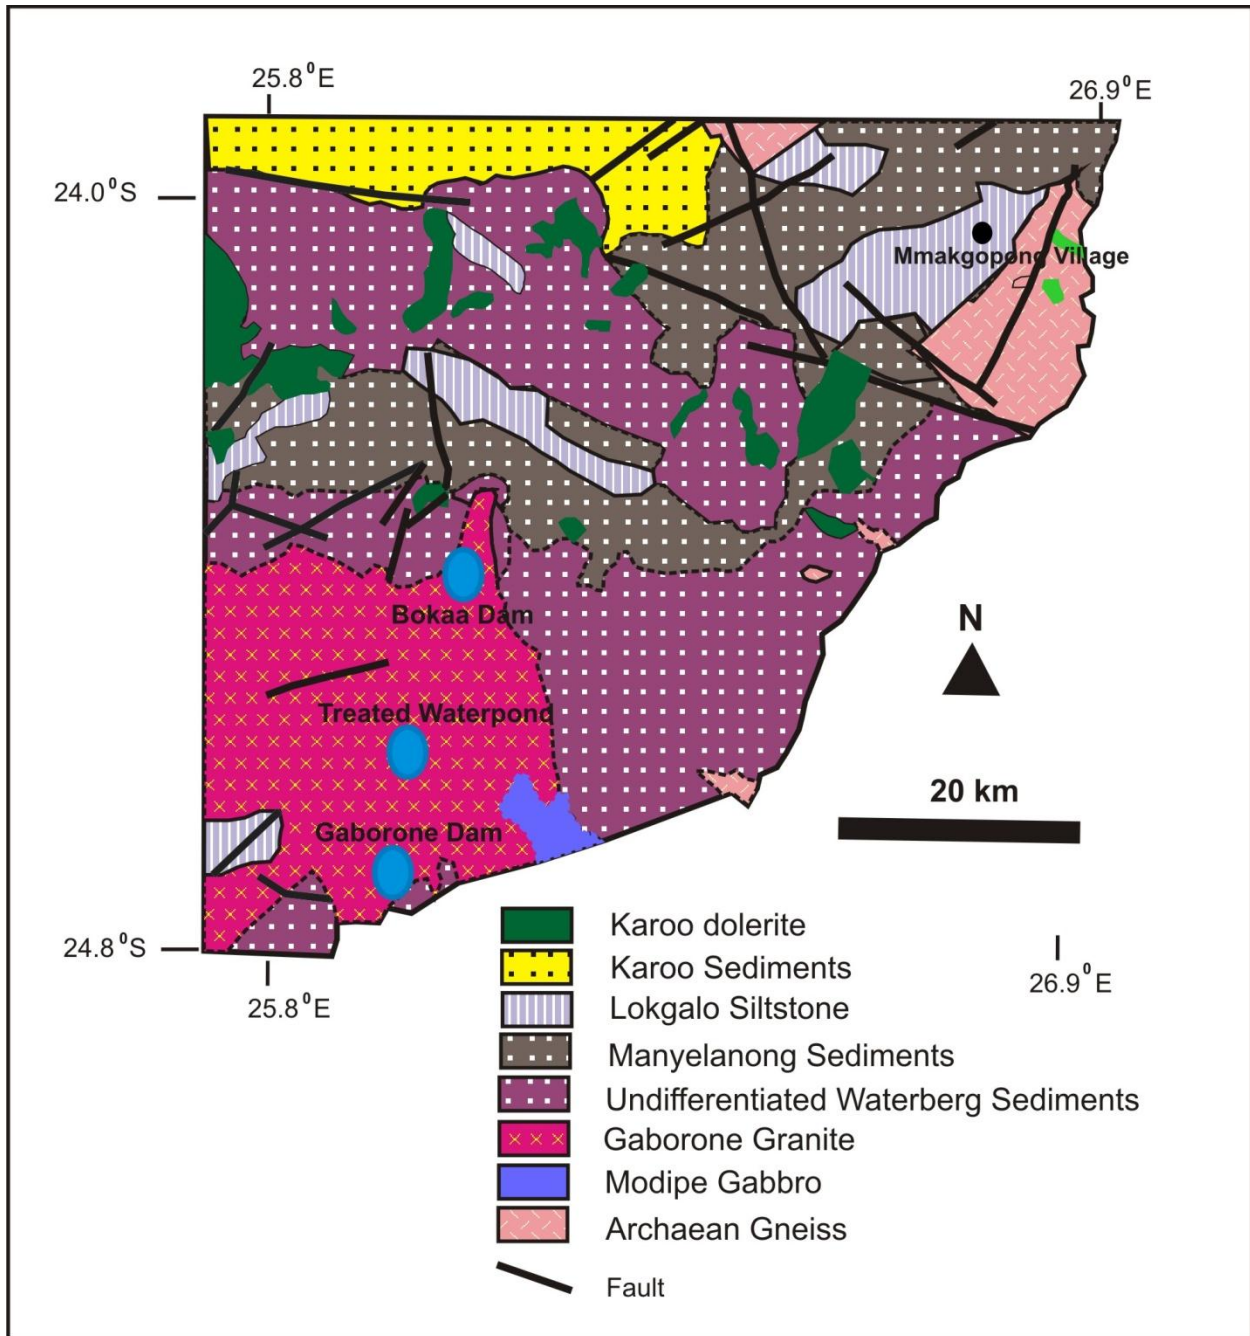 25.8⁰E
26.9⁰E
24.0⁰S
Mmakgopong Village
Bokaa Dam
N
Treated Waterpond
20 km
Gaborone Dam
24.8⁰S
25.8⁰E
26.9⁰E
Karoo dolerite
Karoo Sediments
Lokgalo Siltstone
Manyelanong Sediments
Undifferentiated Waterberg Sediments
Gaborone Granite
Modipe Gabbro
Archaean Gneiss
Fault